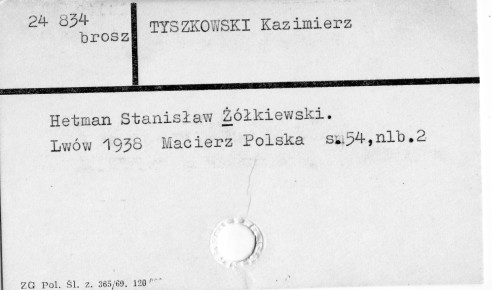 24 834
brosz
TYSZKOWSKI Kazimierz
Hetman Stanisław Żółkiewski.
Lwów 1938 Macierz Polska s.54,nlb.2
ZG Pol. Śl. z. 365/69. 120